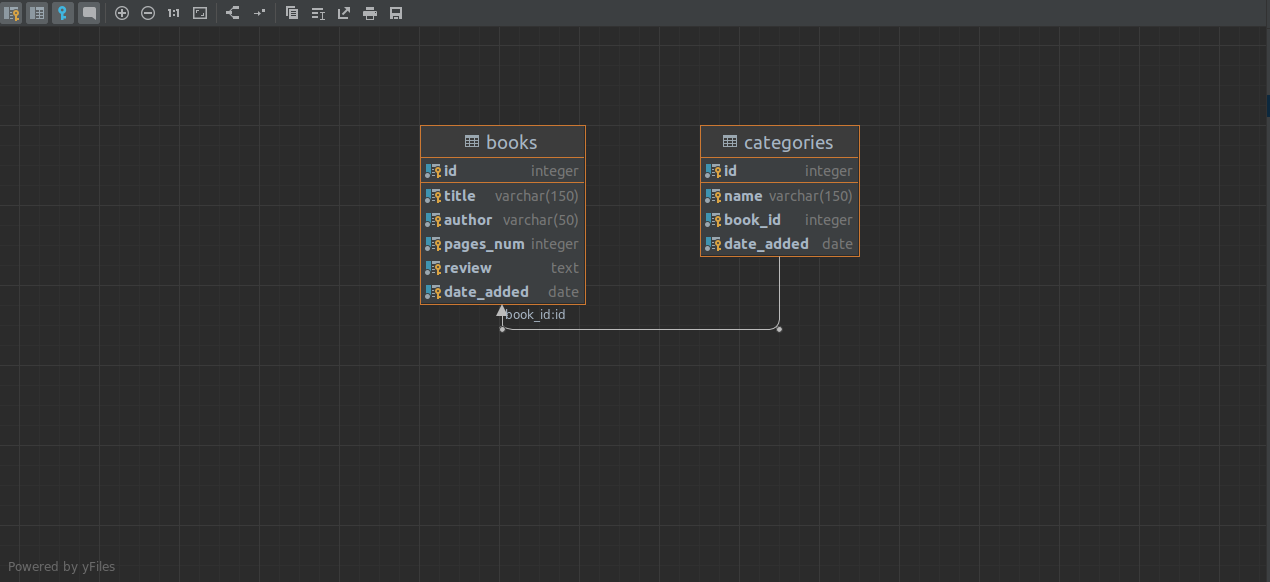 1:1
books
id integer
title varchar(150)
author varchar(50)
pages_num integer
review text
date_added date
categories
id integer
name varchar(150)
book_id integer
date_added date
book_id:id
Powered by yFiles